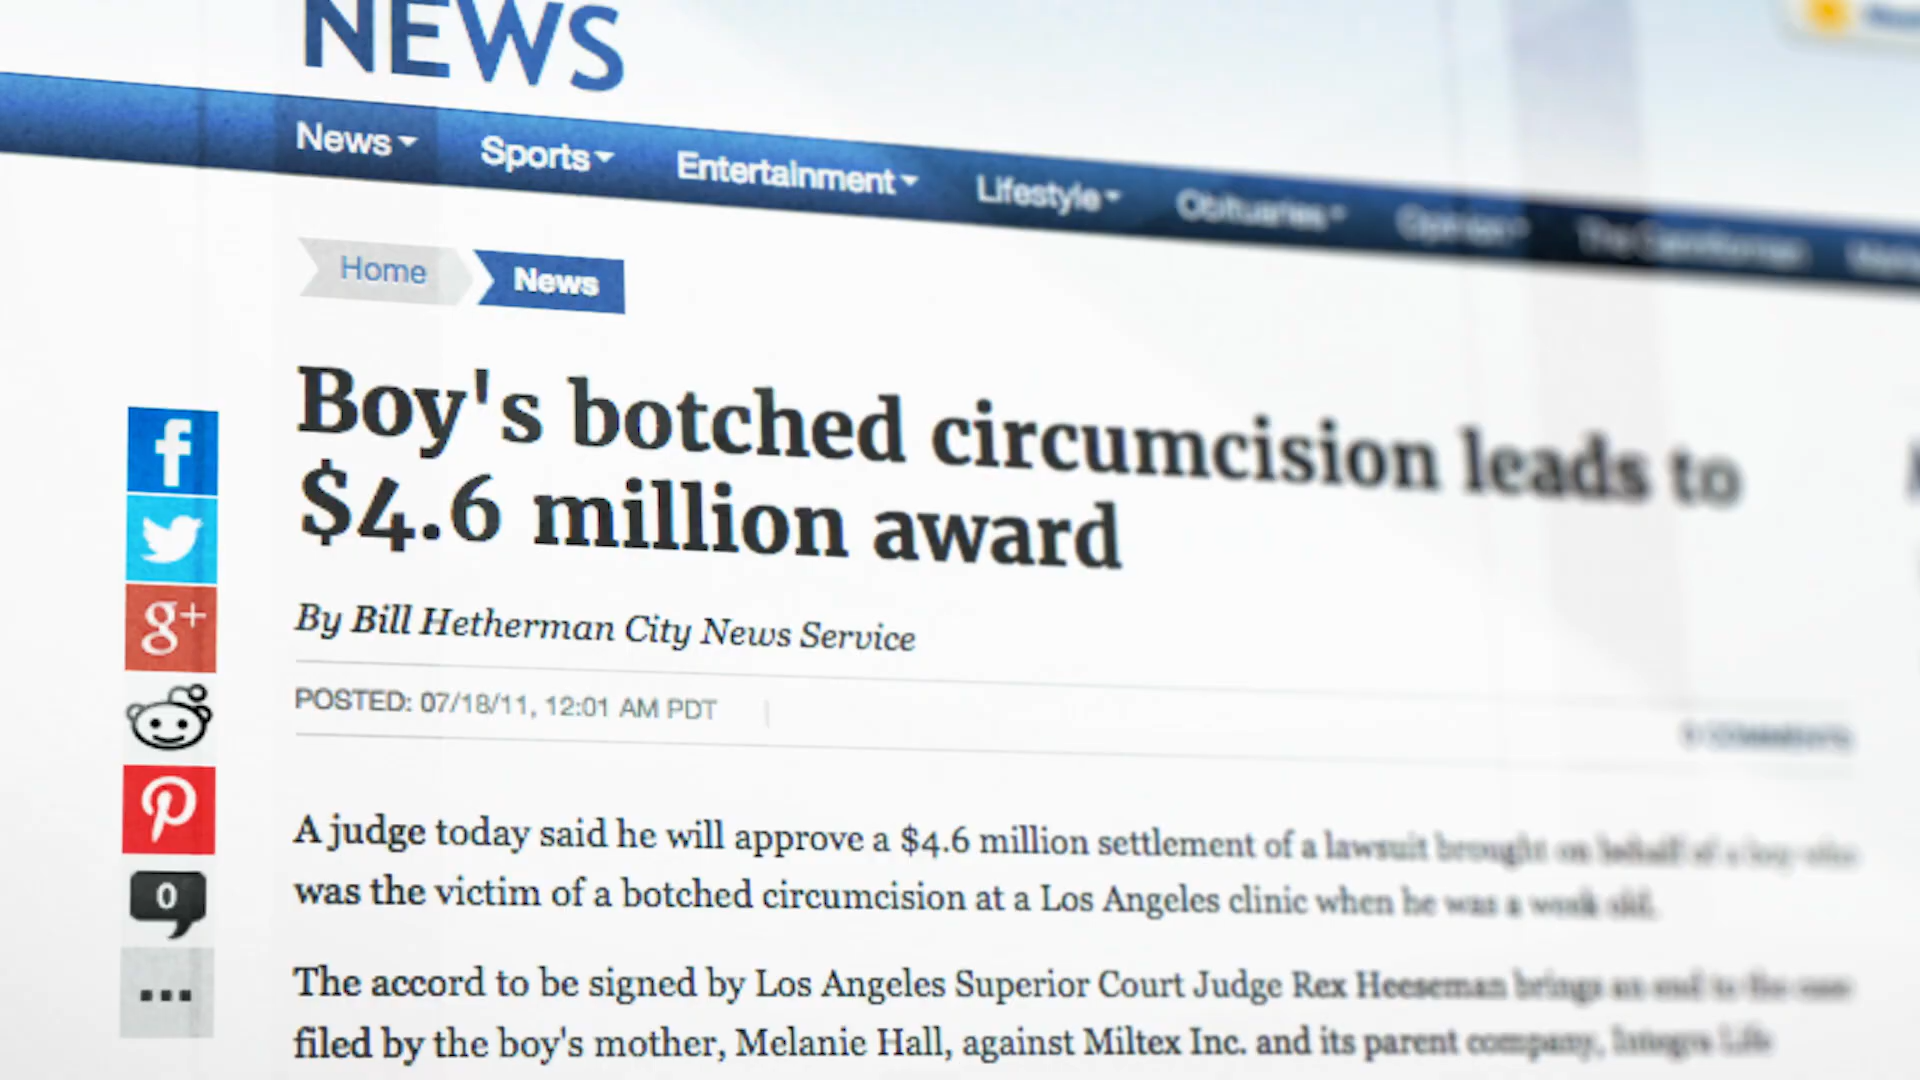 NEWS
News
Sports
Entertainment
Lifestyle
Obituaries
Opinion
Home
News
Boy's botched circumcision leads to
$4.6 million award
By Bill Hetherman City News Service
POSTED: 07/18/11, 12:01 AM PDT
0 COMMENTS
A judge today said he will approve a $4.6 million settlement of a lawsuit brought on behalf of a boy who
was the victim of a botched circumcision at a Los Angeles clinic when he was a week old.
0
The accord to be signed by Los Angeles Superior Court Judge Rex Heeseman brings an end to the case
filed by the boy's mother, Melanie Hall, against Miltex Inc. and its parent company, Integra Life